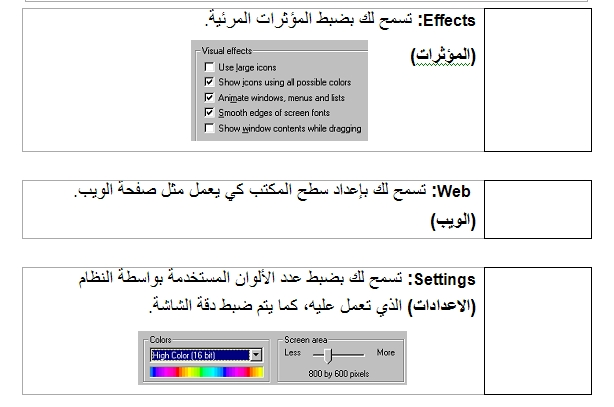 Effects: تسمح لك بضبط المؤثرات المرئية.
(المؤثرات)
Visual effects
Use large icons
Show icons using all possible colors
Animate windows, menus and lists
Smooth edges of screen fonts
Show window contents while dragging
Web: تسمح لك بإعداد سطح المكتب كي يعمل مثل صفحة الويب.
(الويب)
Settings: تسمح لك بضبط عدد الألوان المستخدمة بواسطة النظام
(الاعدادات) الذي تعمل عليه، كما يتم ضبط دقة الشاشة.
Colors
High Color (16 bit)
Screen area
Less More
800 by 600 pixels